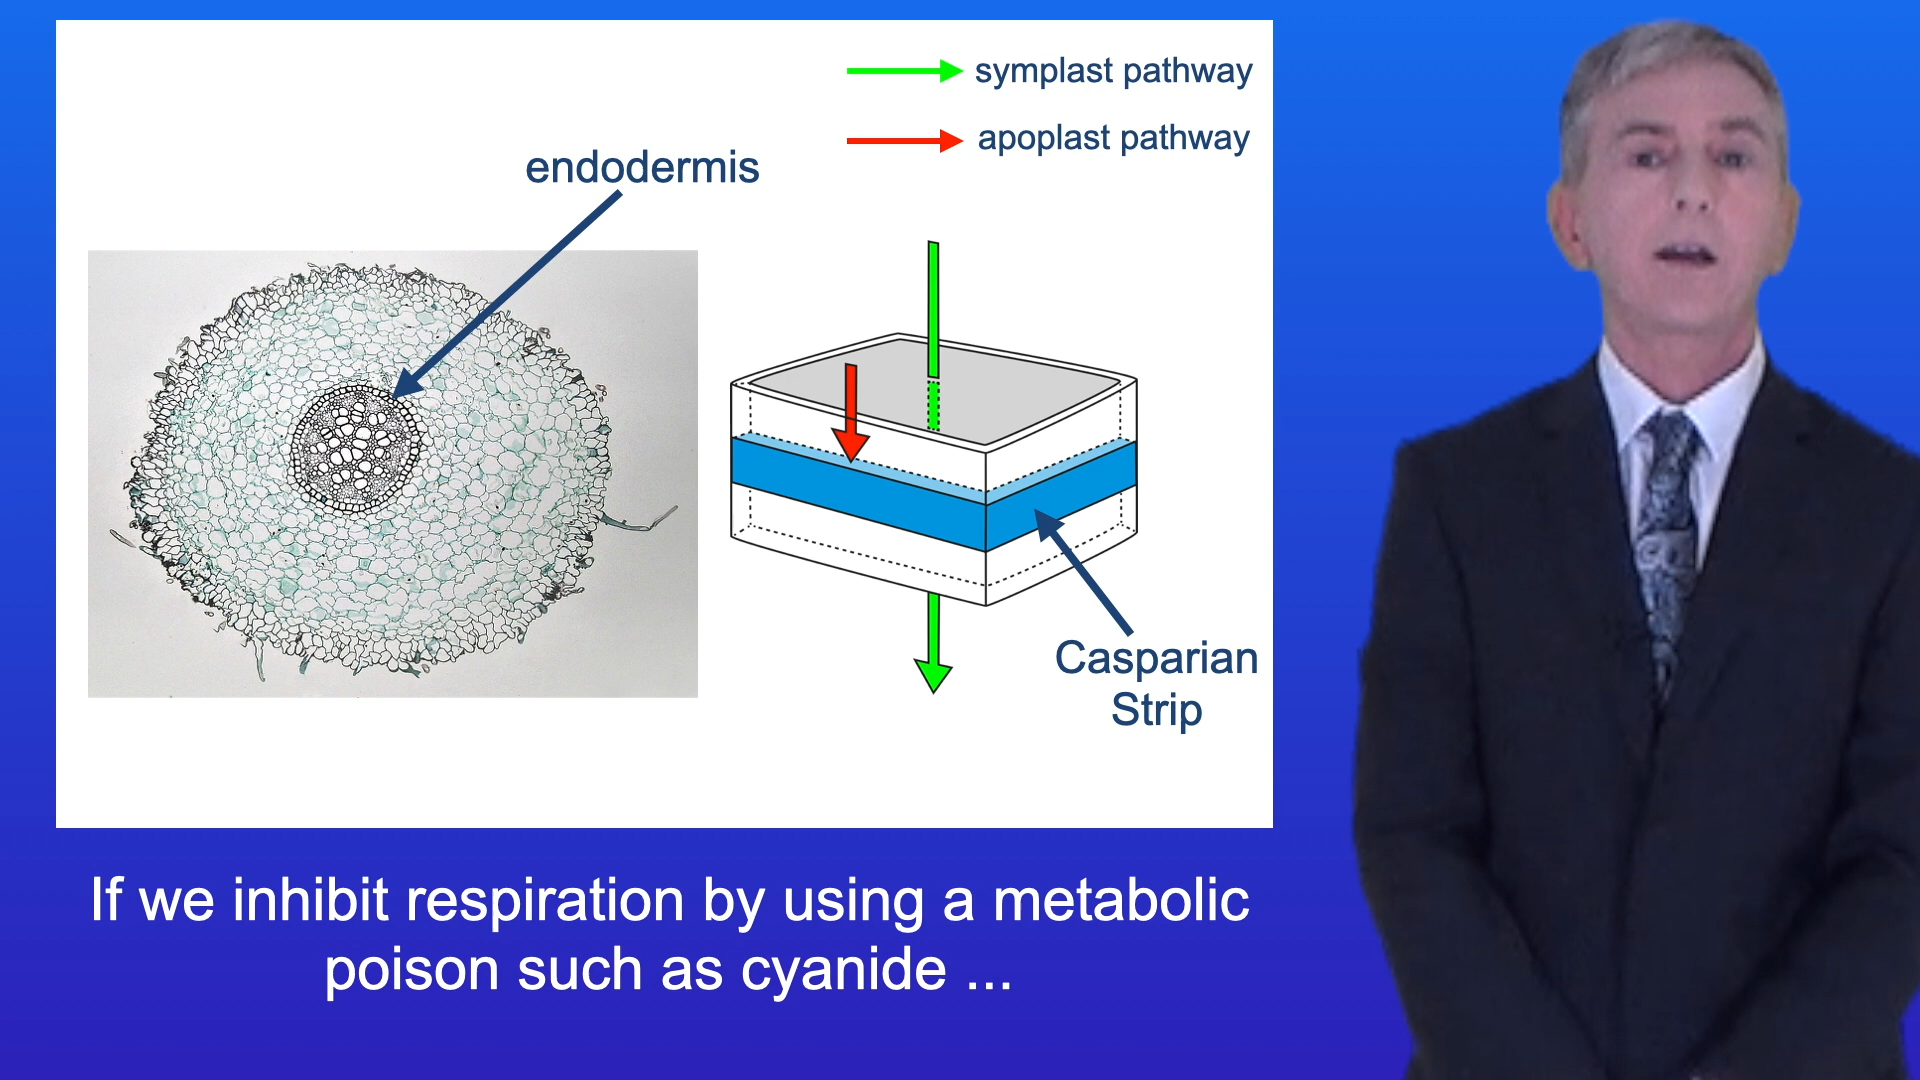 symplast pathway
apoplast pathway
endodermis
Casparian
Strip
If we inhibit respiration by using a metabolic
poison such as cyanide ...